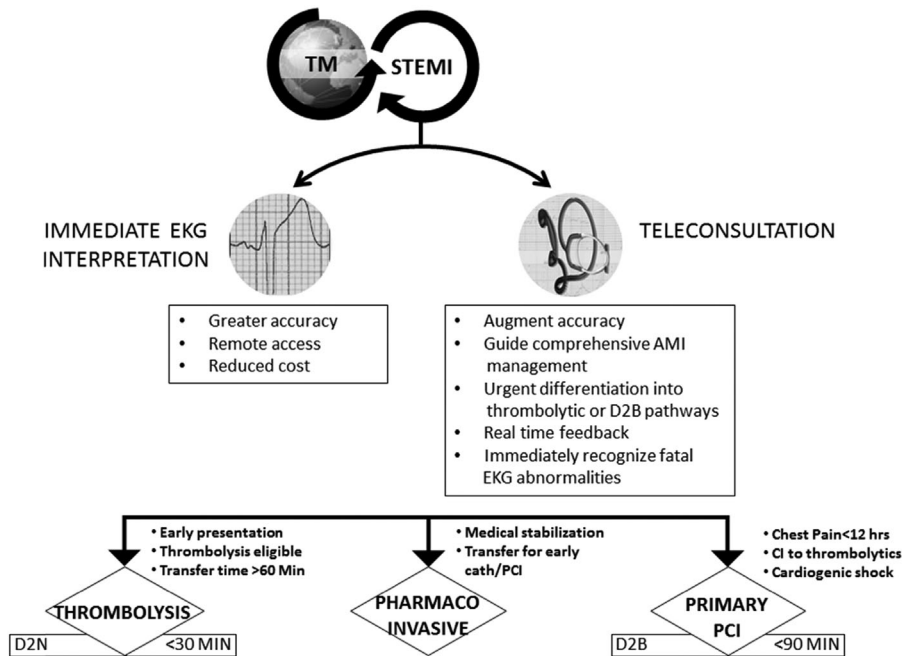 TM
STEMI
IMMEDIATE EKG
INTERPRETATION
• Greater accuracy
• Remote access
• Reduced cost
TELECONSULTATION
• Augment accuracy
• Guide comprehensive AMI
management
• Urgent differentiation into
thrombolytic or D2B pathways
• Real time feedback
• Immediately recognize fatal
EKG abnormalities
• Early presentation
• Thrombolysis eligible
• Transfer time >60 Min
THROMBOLYSIS
D2N <30 MIN
• Medical stabilization
• Transfer for early
cath/PCI
PHARMACO
INVASIVE
• Chest Pain<12 hrs
• CI to thrombolytics
• Cardiogenic shock
PRIMARY
PCI
D2B <90 MIN